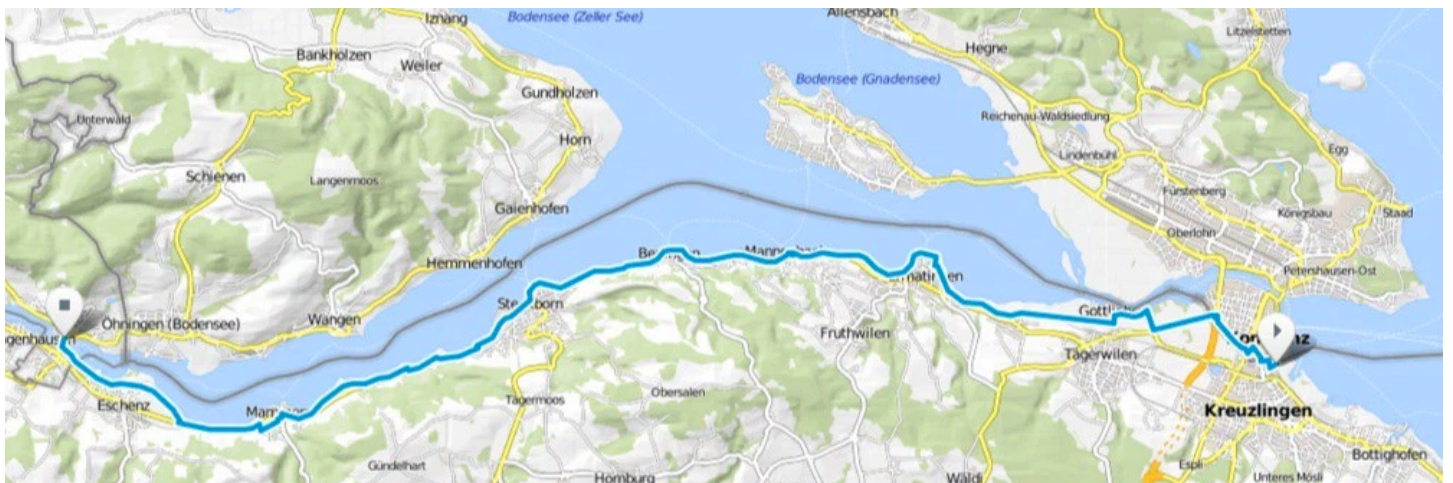 Iznang
Bodensee (Zeller See)
Allensbach
Litzelstetten
Bankholzen
Weiler
Hegne
Bodensee (Gnadensee)
Gundholzen
Unterwald
Reichenau-Waldsiedlung
Horn
Lindenbühl
Egg
Schienen
Langenmoos
Fürstenberg
Gaienhofen
Königsbau
Staad
Oberlohn
Hemmenhofen
Petershausen-Ost
Öhningen (Bodensee)
Wangen
Fruthwilen
Tägerwilen
Eschenz
Tägermoos
Obersalen
Kreuzlingen
Gündelhart
Homburg
Wäldi
Espli
Unteres Mösli
Bottighofen